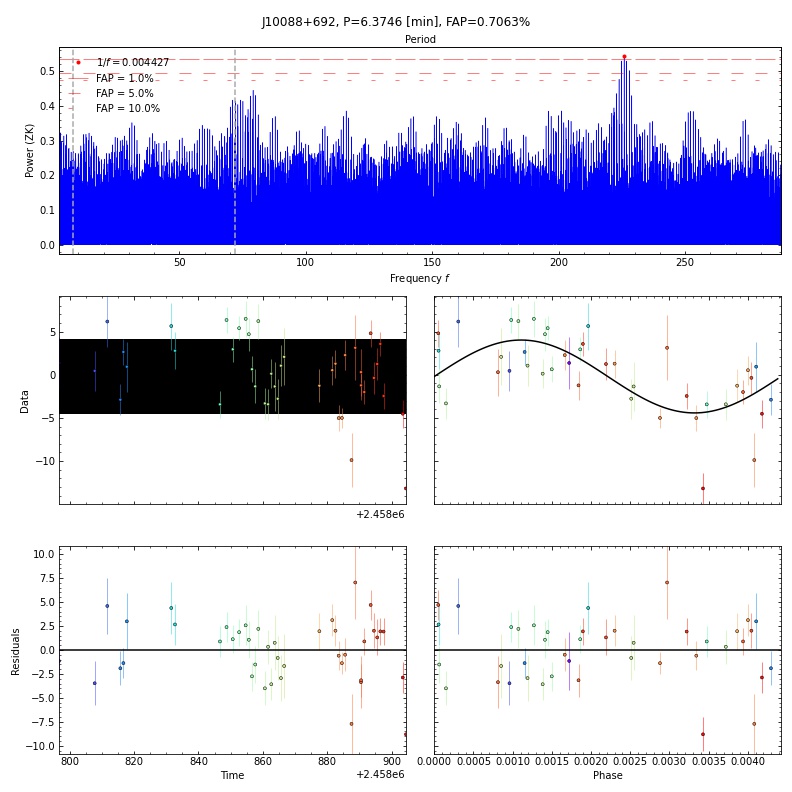 J10088+692, P=6.3746 [min], FAP=0.7063%
Period
1/f = 0.004427
FAP = 1.0%
FAP = 5.0%
FAP = 10.0%
Power (ZK)
0.5
0.4
0.3
0.2
0.1
0.0
50 100 150 200 250
Frequency f
Data
5
0
−5
−10
+2.458e6
Residuals
10.0
7.5
5.0
2.5
0.0
−2.5
−5.0
−7.5
−10.0
800 820 840 860 880 900
+2.458e6
Time
0.0000 0.0005 0.0010 0.0015 0.0020 0.0025 0.0030 0.0035 0.0040
Phase